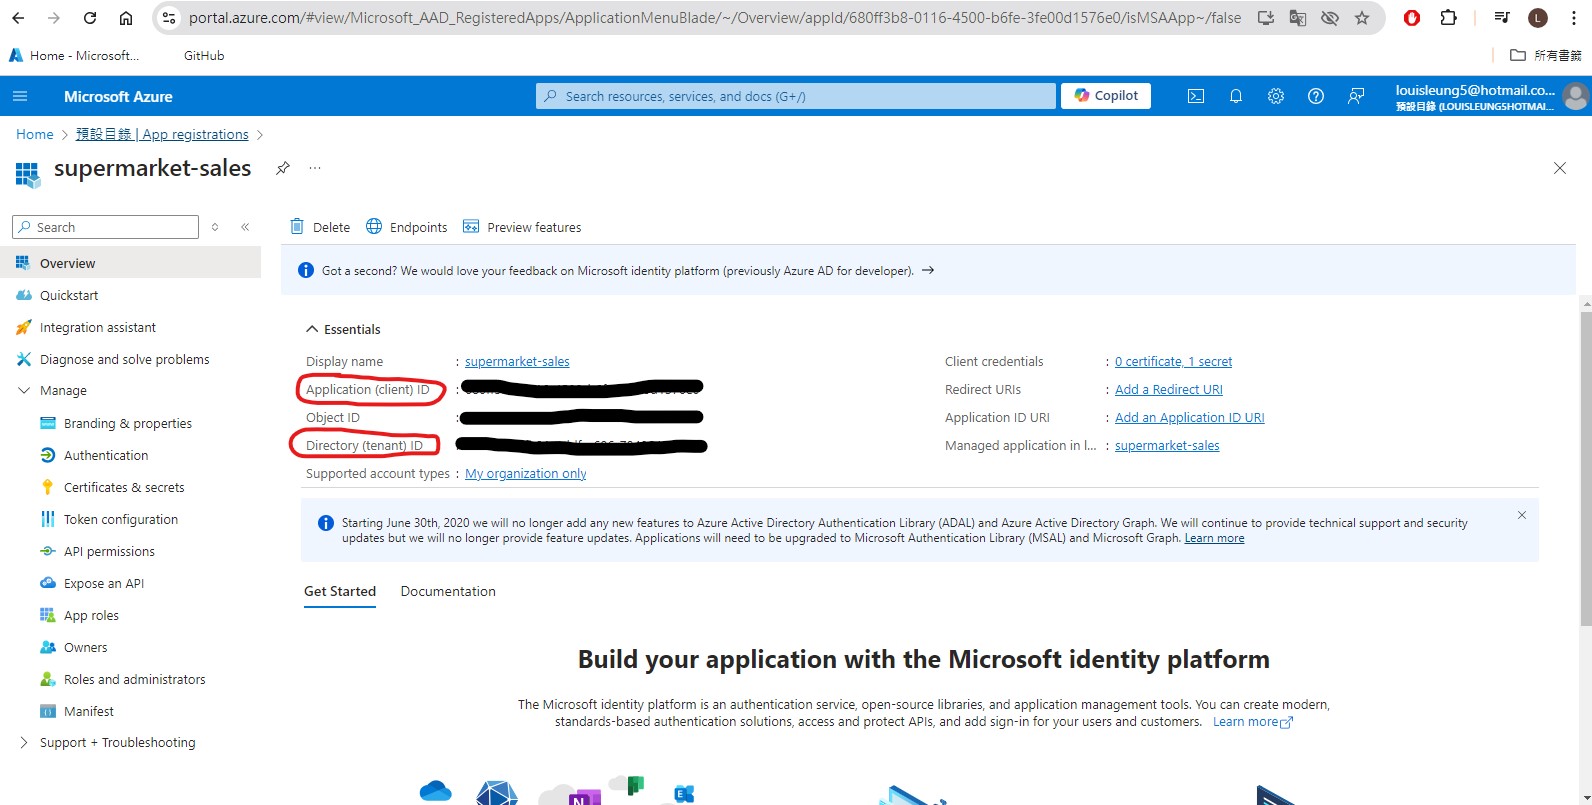 portal.azure.com/#view/Microsoft_AAD_RegisteredApps/ApplicationMenuBlade/~/Overview/appId/680ff3b8-0116-4500-b6fe-3fe00d1576e0/isMSAApp~/false
L
Home - Microsoft...
GitHub
所有書籤
Microsoft Azure
Search resources, services, and docs (G+/)
Copilot
louisleung5@hotmail.co...
預設目錄 (LOUISLEUNG5HOTMAI...
Home > 預設目錄 | App registrations >
supermarket-sales
...
Search
Delete
Endpoints
Preview features
Overview
Got a second? We would love your feedback on Microsoft identity platform (previously Azure AD for developer).
Quickstart
Integration assistant
Diagnose and solve problems
Manage
Branding & properties
Authentication
Certificates & secrets
Token configuration
API permissions
Expose an API
App roles
Owners
Roles and administrators
Manifest
Support + Troubleshooting
Essentials
Display name : supermarket-sales
Application (client) ID :
Object ID :
Directory (tenant) ID
Supported account types : My organization only
Client credentials : 0 certificate, 1 secret
Redirect URIs : Add a Redirect URI
Application ID URI : Add an Application ID URI
Managed application in l... : supermarket-sales
Starting June 30th, 2020 we will no longer add any new features to Azure Active Directory Authentication Library (ADAL) and Azure Active Directory Graph. We will continue to provide technical support and security
updates but we will no longer provide feature updates. Applications will need to be upgraded to Microsoft Authentication Library (MSAL) and Microsoft Graph. Learn more
Get Started
Documentation
Build your application with the Microsoft identity platform
The Microsoft identity platform is an authentication service, open-source libraries, and application management tools. You can create modern,
standards-based authentication solutions, access and protect APIs, and add sign-in for your users and customers. Learn more